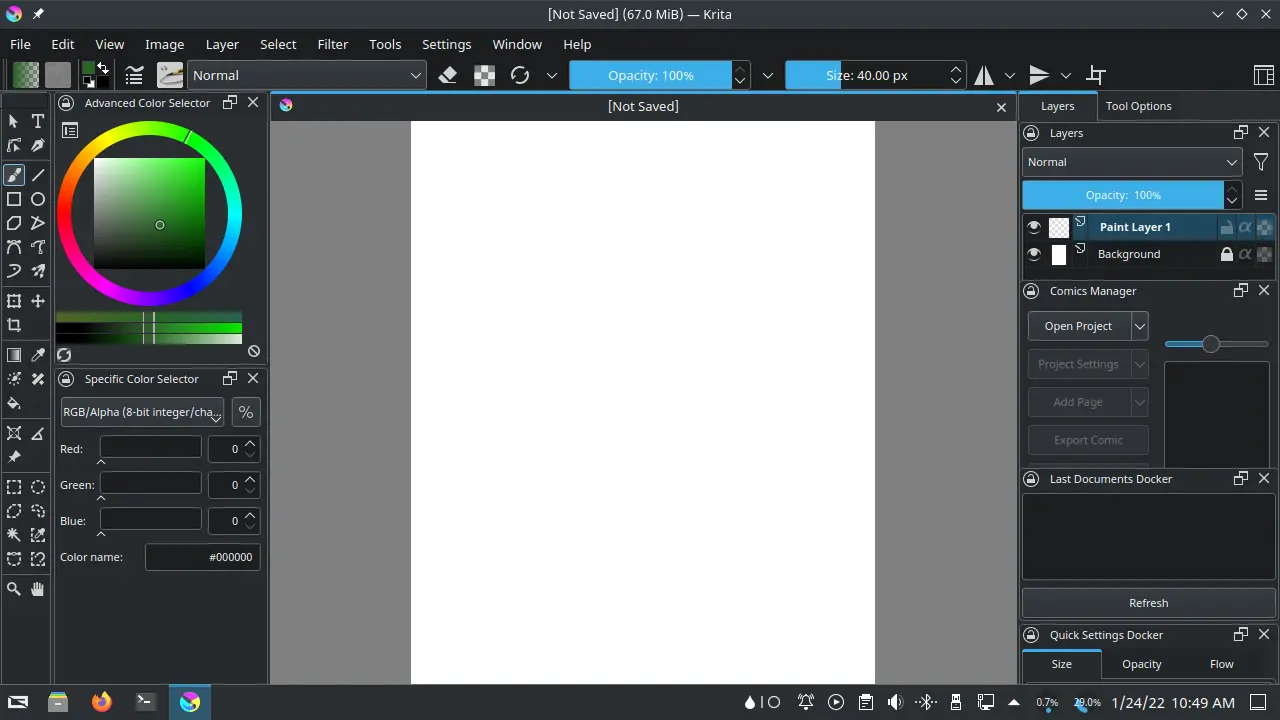 [Not Saved] (67.0 MiB) — Krita
File Edit View Image Layer Select Filter Tools Settings Window Help
Normal Opacity: 100% Size: 40.00 px
Advanced Color Selector
[Not Saved]
Layers Tool Options
Layers
Normal
Opacity: 100%
Paint Layer 1
Background
Comics Manager
Open Project
Project Settings
Add Page
Export Comic
Specific Color Selector
RGB/Alpha (8-bit integer/cha...
%
Red: 0
Green: 0
Blue: 0
Color name: #000000
Last Documents Docker
Refresh
Quick Settings Docker
Size Opacity Flow
0.7% 29.0% 1/24/22 10:49 AM